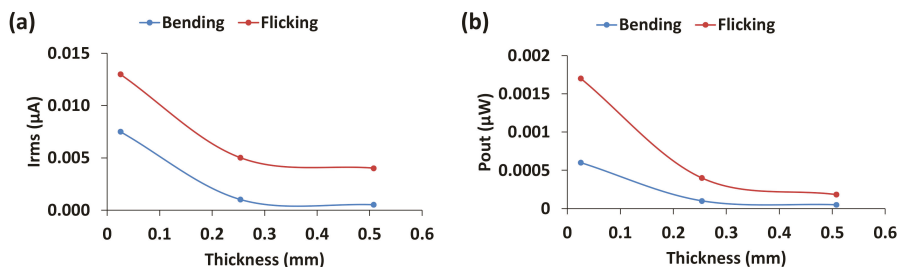 (a)
Bending Flicking
Irms (µA)
0.015
0.010
0.005
0.000
0 0.1 0.2 0.3 0.4 0.5 0.6
Thickness (mm)
(b)
Bending Flicking
Pout (µW)
0.002
0.0015
0.001
0.0005
0
0 0.1 0.2 0.3 0.4 0.5 0.6
Thickness (mm)